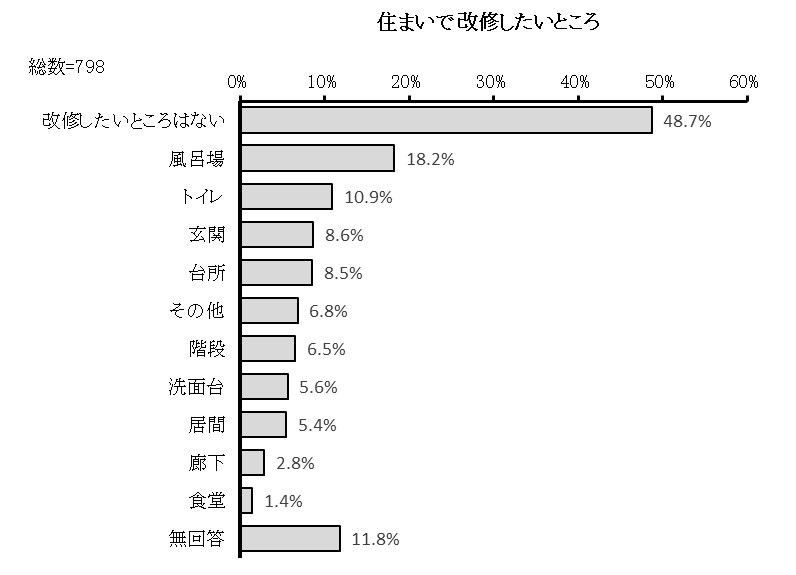 住まいで改修したいところ
総数=798
0% 10% 20% 30% 40% 50% 60%
改修したいところはない 48.7%
風呂場 18.2%
トイレ 10.9%
玄関 8.6%
台所 8.5%
その他 6.8%
階段 6.5%
洗面台 5.6%
居間 5.4%
廊下 2.8%
食堂 1.4%
無回答 11.8%